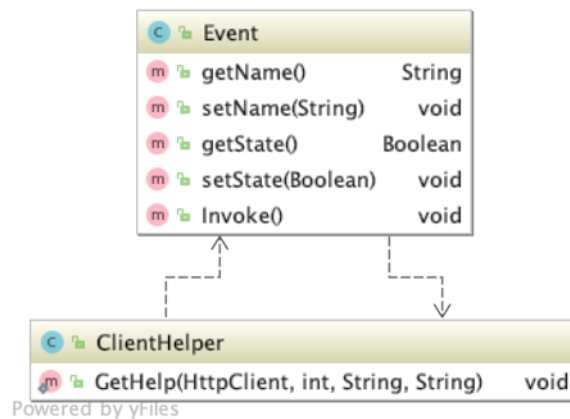 C Event
m getName() String
m setName(String) void
m getState() Boolean
m setState(Boolean) void
m Invoke() void
C ClientHelper
m GetHelp(HttpClient, int, String, String) void
Powered by yFiles